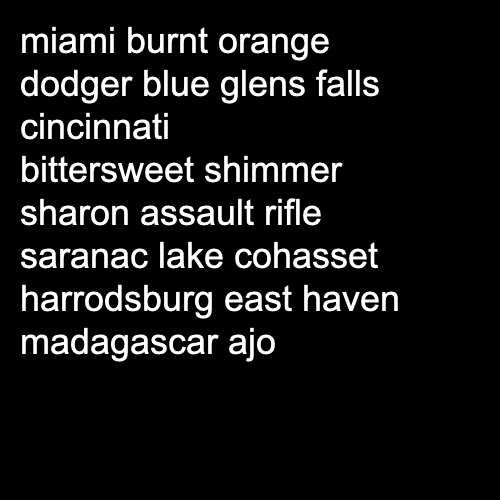 miami burnt orange
dodger blue glens falls
cincinnati
bittersweet shimmer
sharon assault rifle
saranac lake cohasset
harrodsburg east haven
madagascar ajo